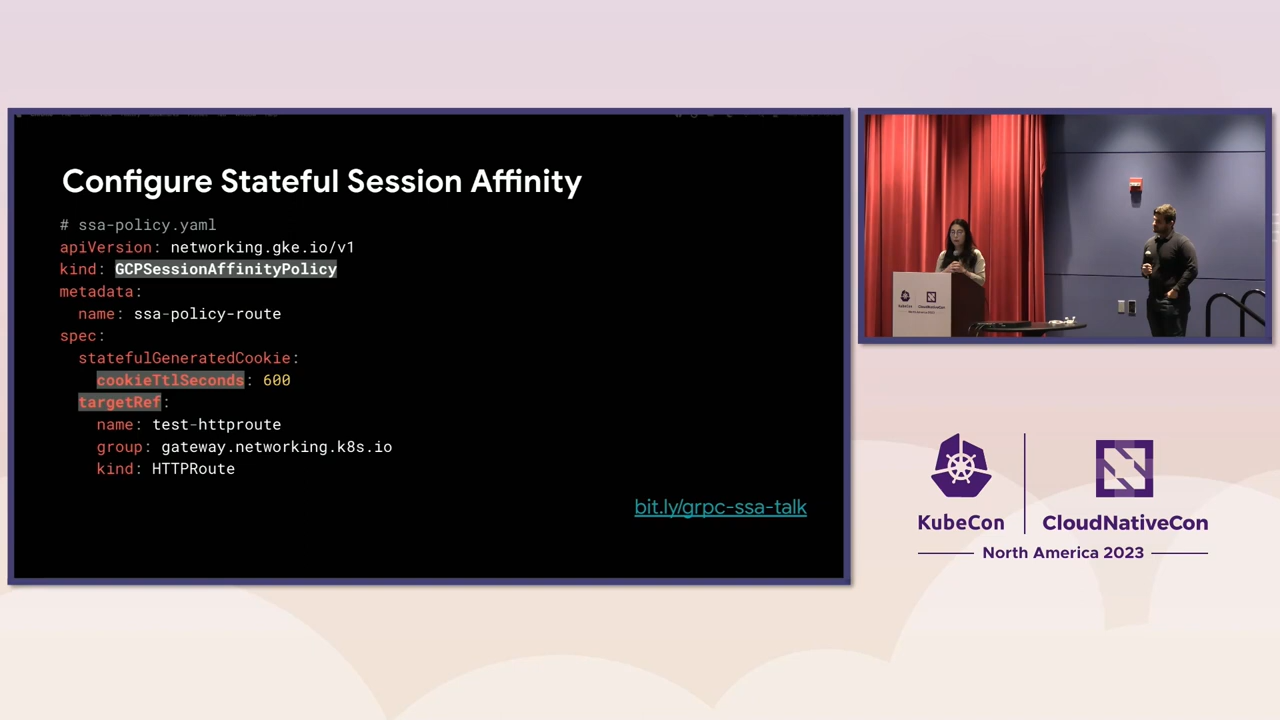 Configure Stateful Session Affinity
# ssa-policy.yaml
apiVersion: networking.gke.io/v1
kind: GCPSessionAffinityPolicy
metadata:
  name: ssa-policy-route
spec:
  statefulGeneratedCookie:
    cookieTtlSeconds: 600
  targetRef:
    name: test-httproute
    group: gateway.networking.k8s.io
    kind: HTTPRoute
bit.ly/grpc-ssa-talk
KubeCon
CloudNativeCon
North America 2023